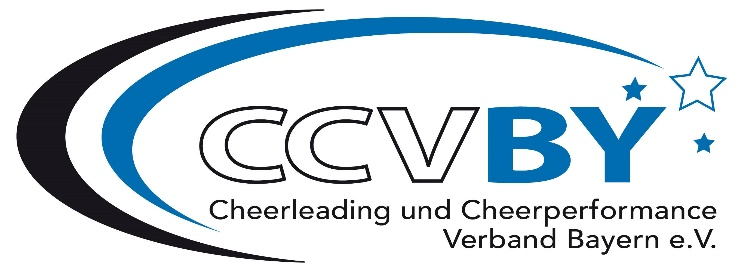 CCVBY
Cheerleading und Cheerperformance
Verband Bayern e.V.